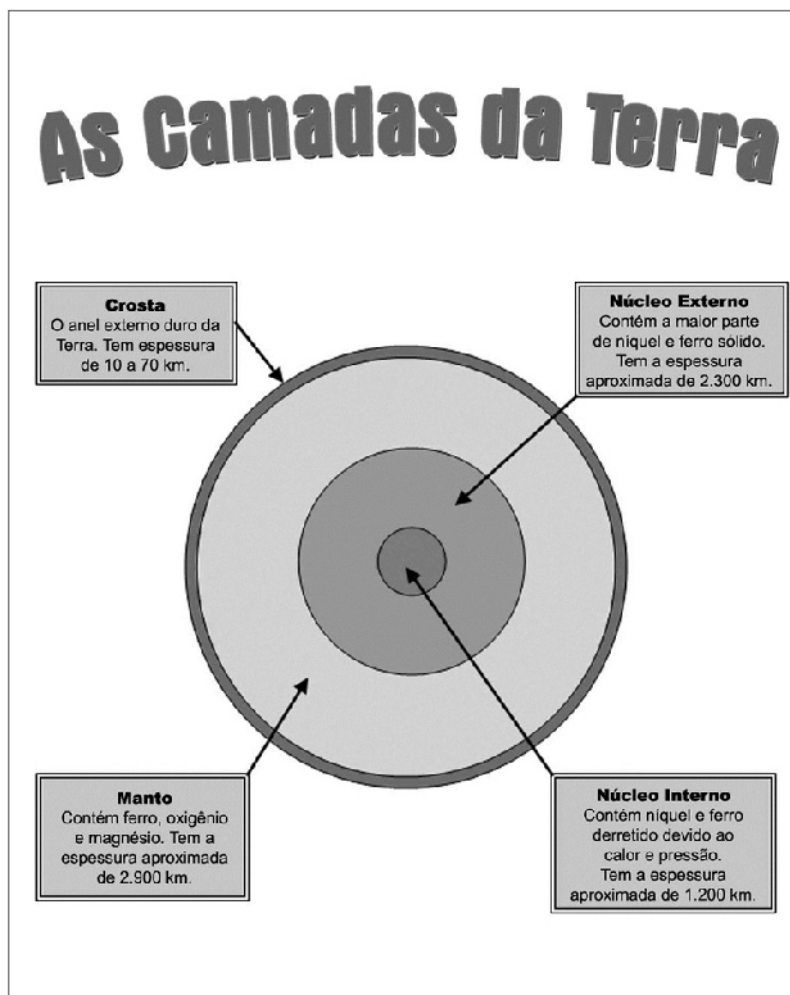 As Camadas da Terra
Crosta
O anel externo duro da
Terra. Tem espessura
de 10 a 70 km.
Núcleo Externo
Contém a maior parte
de níquel e ferro sólido.
Tem a espessura
aproximada de 2.300 km.
Manto
Contém ferro, oxigênio
e magnésio. Tem a
espessura aproximada
de 2.900 km.
Núcleo Interno
Contém níquel e ferro
derretido devido ao
calor e pressão.
Tem a espessura
aproximada de 1.200 km.